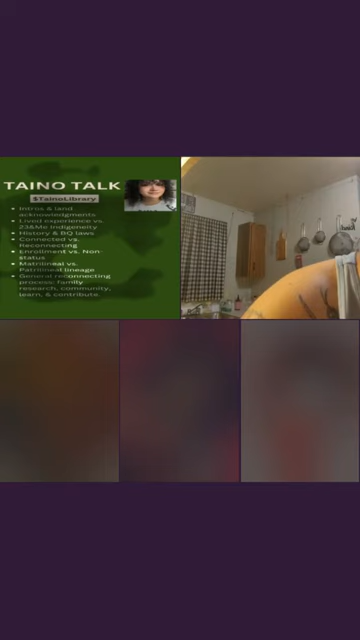 TAINO TALK
$TainoLibrary
• Intros & land
acknowledgments
• Lived experience vs.
23&Me Indigeneity
• History & BQ laws
• Connected vs.
Reconnecting
• Enrollment vs. Non-
status
• Matrilineal vs.
Patrilineal lineage
• General reconnecting
process: family
research, community,
learn, & contribute.